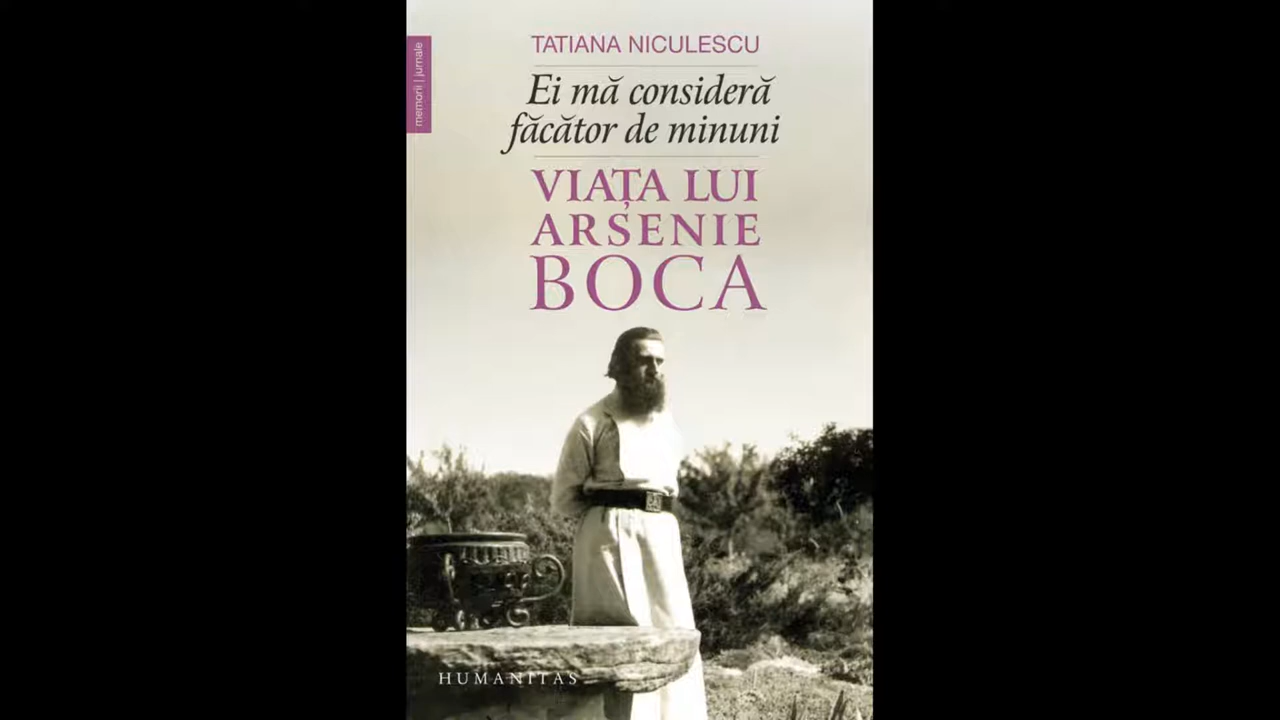 memorii | jurnale
TATIANA NICULESCU
Ei mă consideră
făcător de minuni
VIAȚA LUI
ARSENIE
BOCA
HUMANITAS